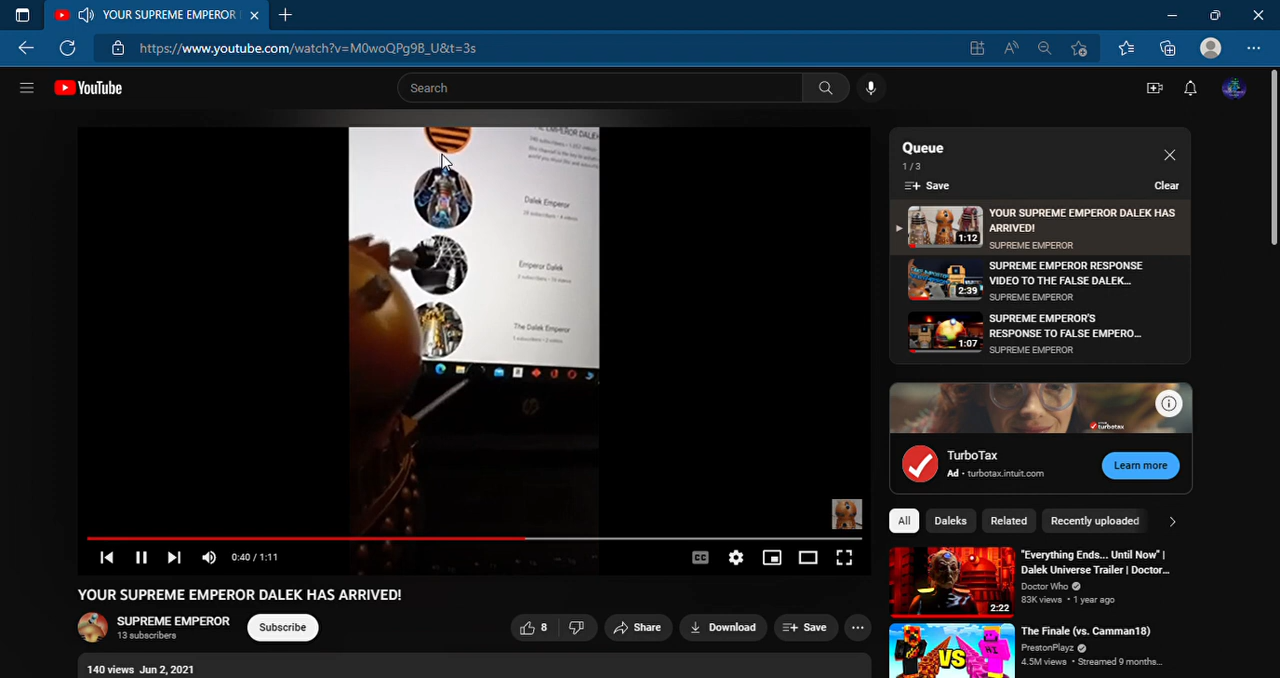 YOUR SUPREME EMPEROR
https://www.youtube.com/watch?v=M0woQPg9B_U&t=3s
YouTube
Search
THE EMPEROR DALEK
Dalek Emperor
Emperor Dalek
The Dalek Emperor
0:40 / 1:11
CC
YOUR SUPREME EMPEROR DALEK HAS ARRIVED!
SUPREME EMPEROR
13 subscribers
Subscribe
8
Share
Download
Save
140 views Jun 2, 2021
Queue
1 / 3
Save
Clear
1:12
YOUR SUPREME EMPEROR DALEK HAS
ARRIVED!
SUPREME EMPEROR
2:39
SUPREME EMPEROR RESPONSE
VIDEO TO THE FALSE DALEK...
SUPREME EMPEROR
1:07
SUPREME EMPEROR'S
RESPONSE TO FALSE EMPERO...
SUPREME EMPEROR
turbotax
TurboTax
Ad • turbotax.intuit.com
Learn more
All
Daleks
Related
Recently uploaded
2:22
"Everything Ends... Until Now" |
Dalek Universe Trailer | Doctor...
Doctor Who
83K views • 1 year ago
VS
The Finale (vs. Camman18)
PrestonPlayz
4.5M views • Streamed 9 months...